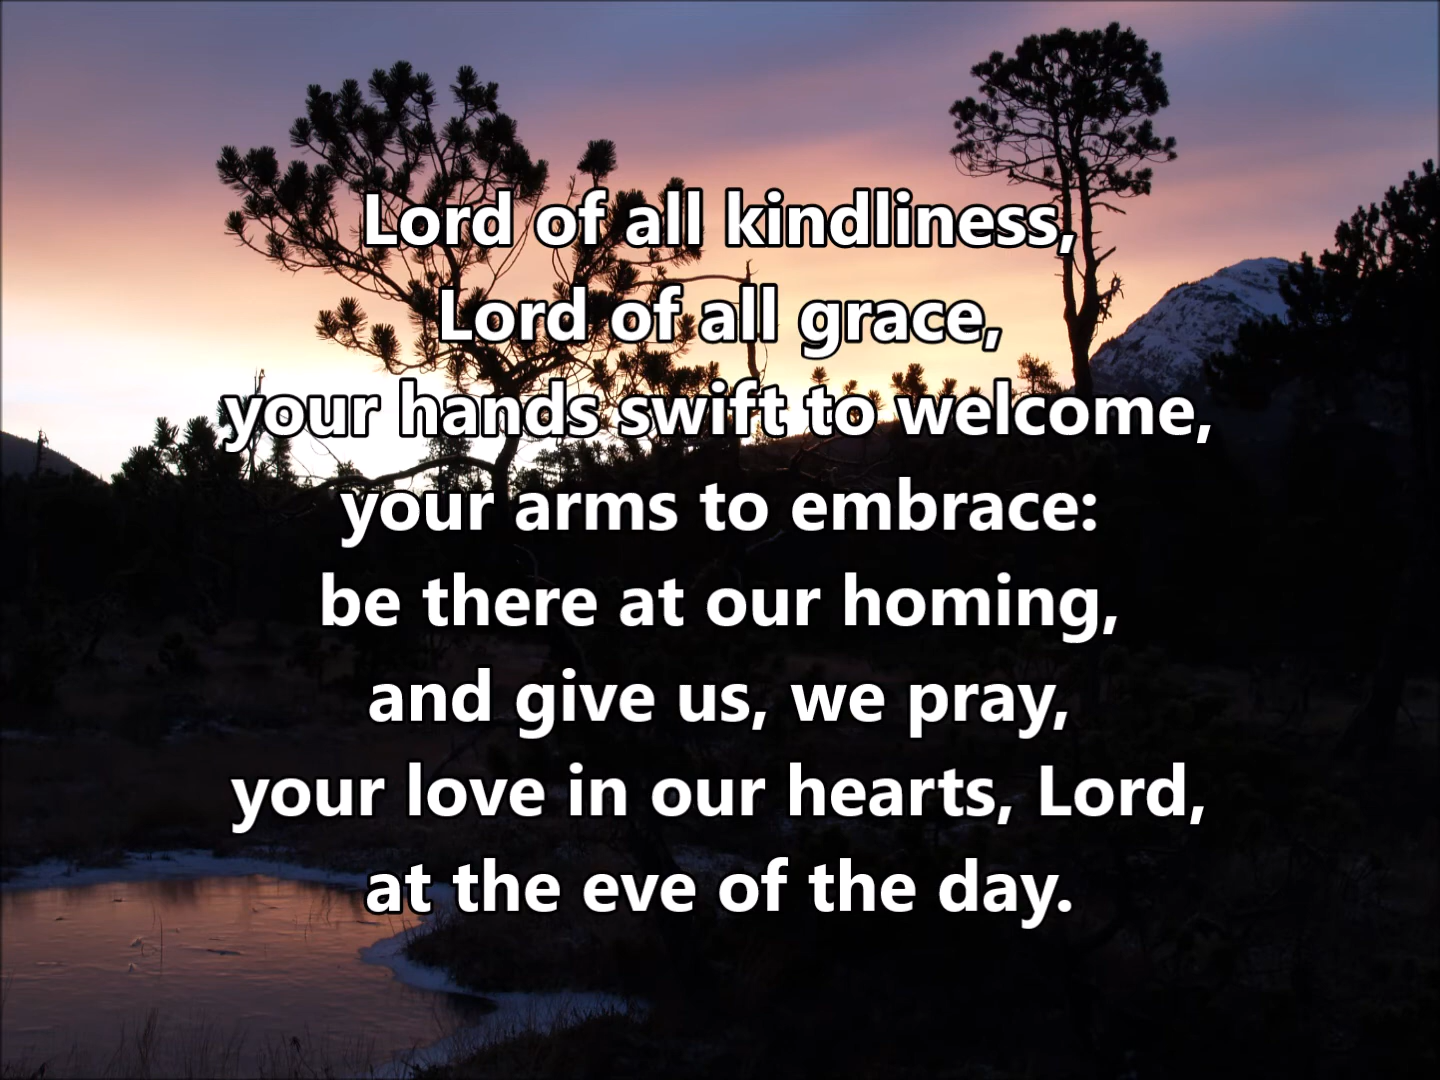 Lord of all kindliness,
Lord of all grace,
your hands swift to welcome,
your arms to embrace:
be there at our homing,
and give us, we pray,
your love in our hearts, Lord,
at the eve of the day.